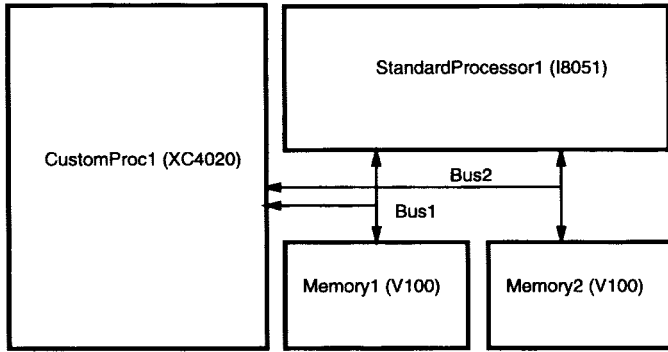 StandardProcessor1 (I8051)
CustomProc1 (XC4020)
Bus2
Bus1
Memory1 (V100)
Memory2 (V100)